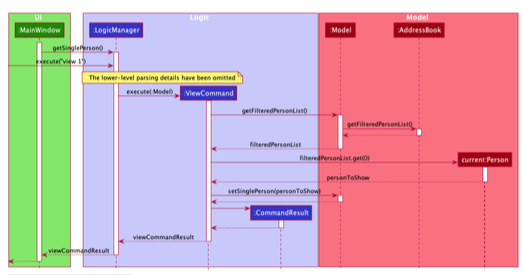 UI
Logic
Model
:MainWindow
:LogicManager
:Model
:AddressBook
getSinglePerson()
execute("view 1")
The lower-level parsing details have been omitted
execute(:Model)
:ViewCommand
getFilteredPersonList()
getFilteredPersonList()
filteredPersonList
filteredPersonList.get(0)
current:Person
personToShow
setSinglePerson(personToShow)
:CommandResult
viewCommandResult
viewCommandResult